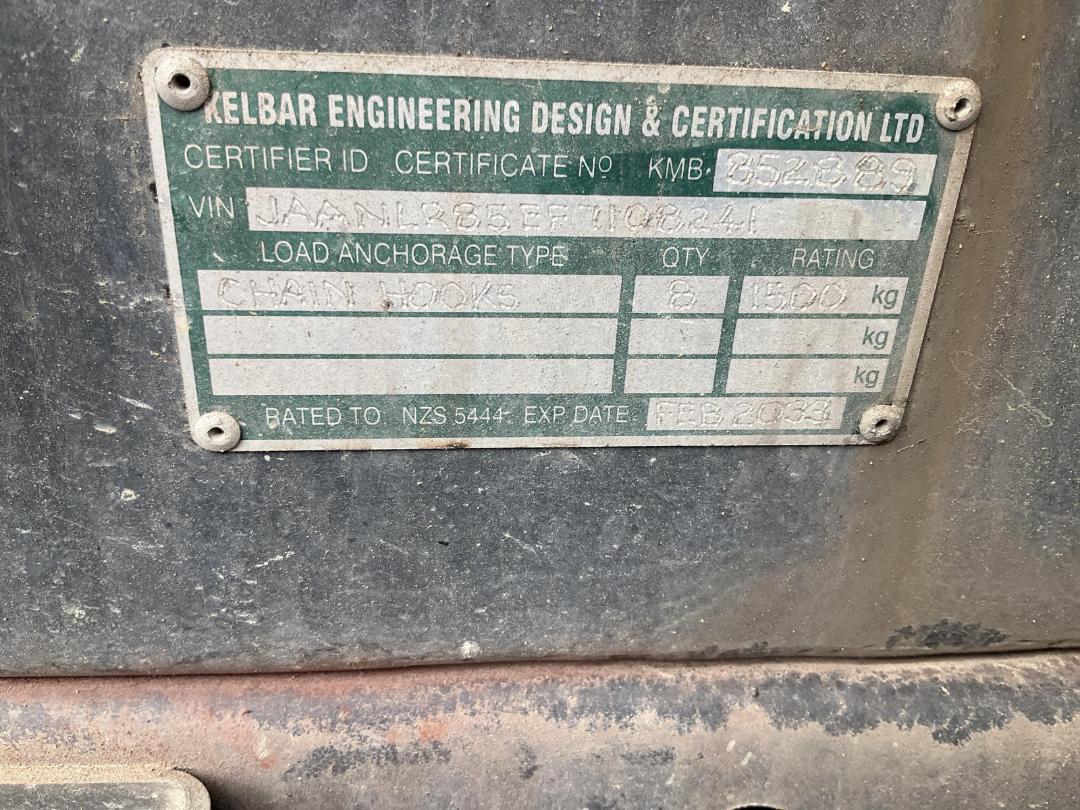 KELBAR ENGINEERING DESIGN & CERTIFICATION LTD
CERTIFIER ID CERTIFICATE Nº KMB 852889
VIN JAANLR85EF7108241
LOAD ANCHORAGE TYPE QTY RATING
CHAIN HOOKS 8 1500 kg
kg
kg
RATED TO NZS 5444 EXP DATE FEB 2033